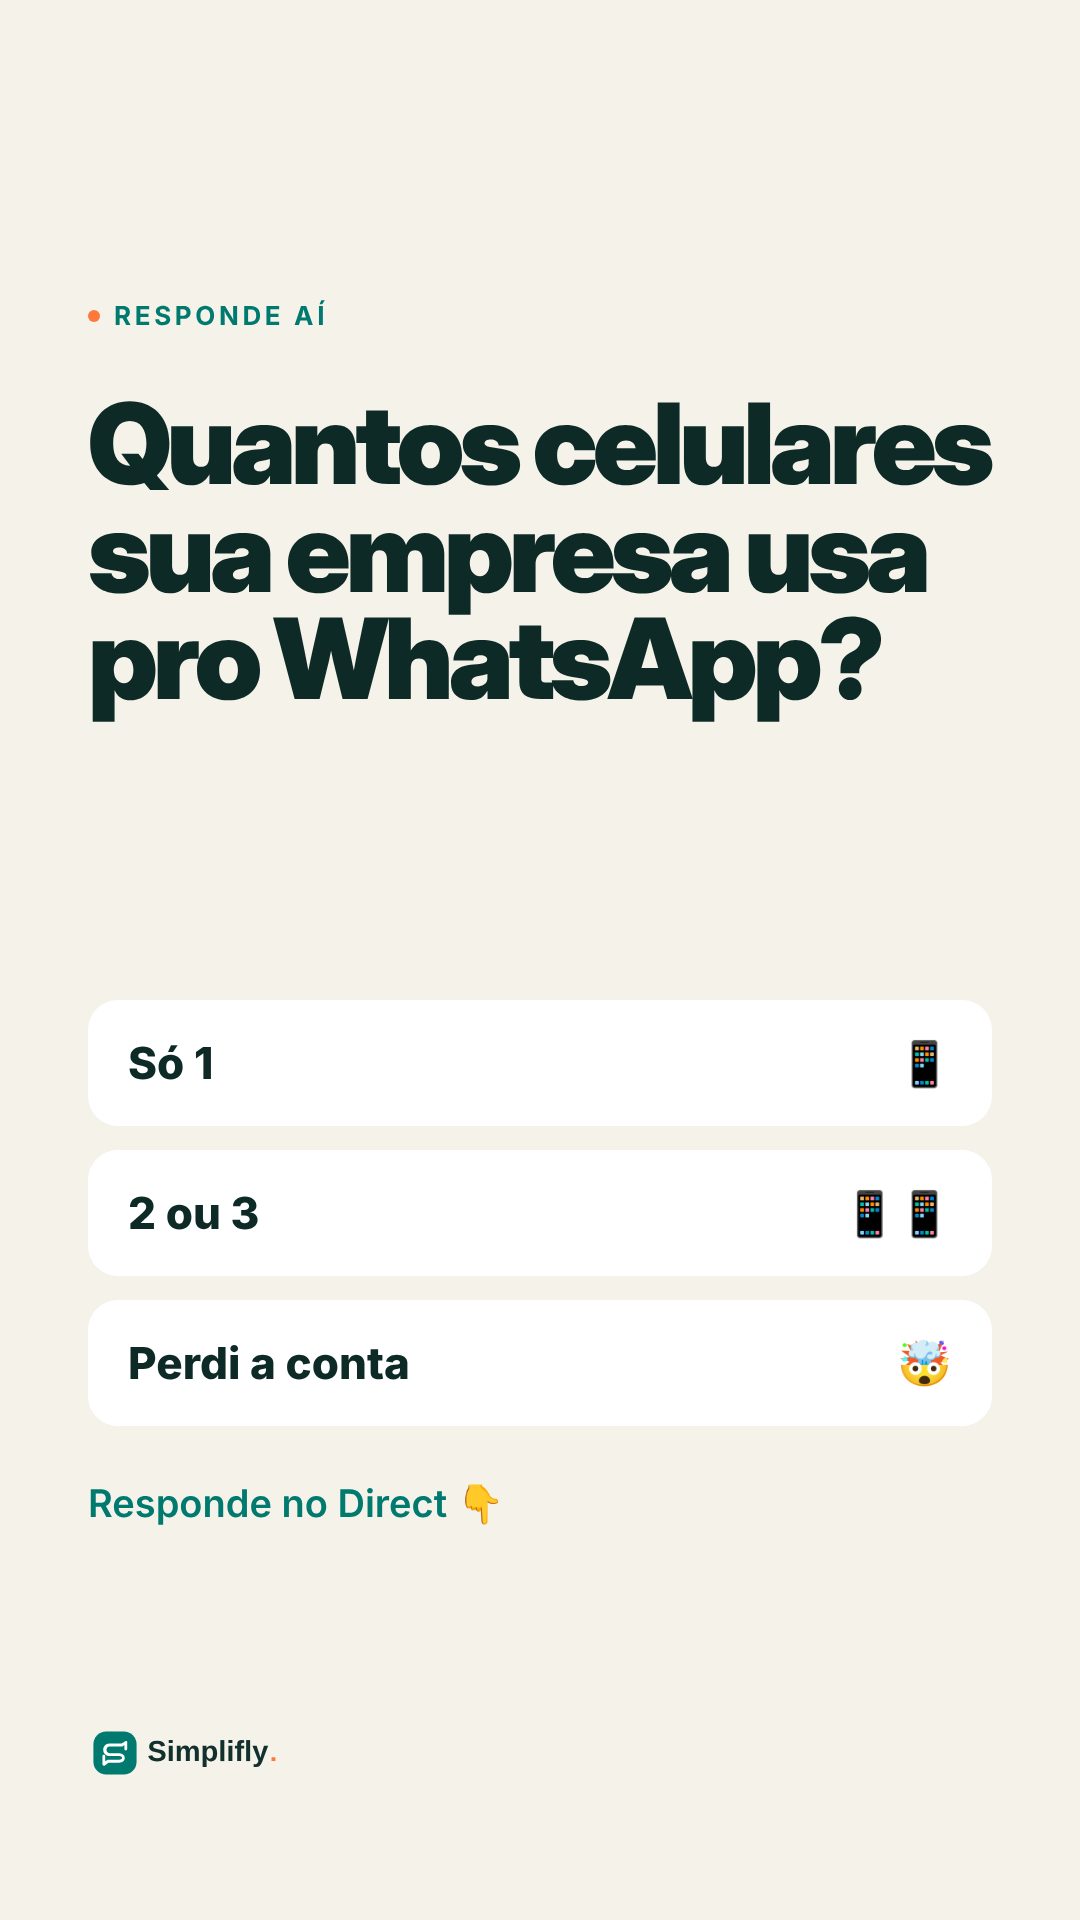 RESPONDE AÍ
Quantos celulares
sua empresa usa
pro WhatsApp?
Só 1 📱
2 ou 3 📱📱
Perdi a conta 🤯
Responde no Direct 👇
Simplifly.